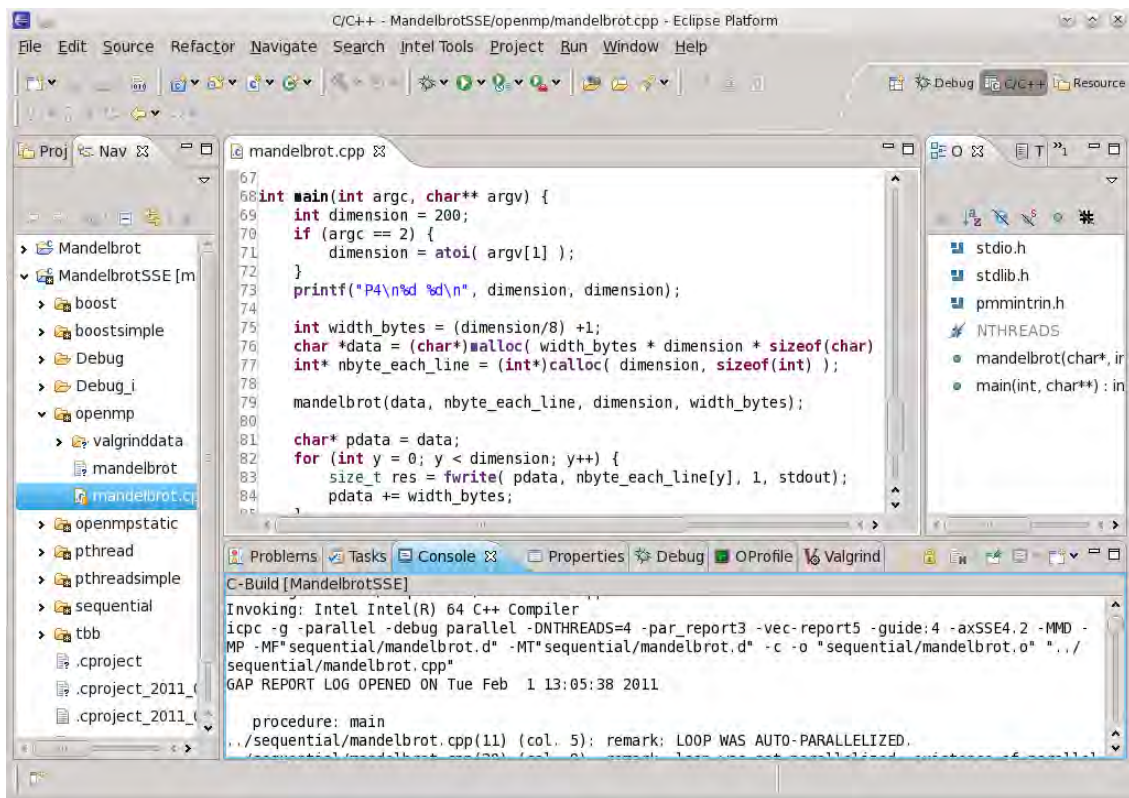 C/C++ - MandelbrotSSE/openmp/mandelbrot.cpp - Eclipse Platform
File Edit Source Refactor Navigate Search Intel Tools Project Run Window Help
Debug C/C++ Resource
Proj Nav
mandelbrot.cpp
O T »1
Mandelbrot
MandelbrotSSE [m
boost
boostsimple
Debug
Debug_i
openmp
valgrinddata
mandelbrot
mandelbrot.cp
openmpstatic
pthread
pthreadsimple
sequential
tbb
.cproject
.cproject_2011_
.cproject_2011_
67
68 int main(int argc, char** argv) {
69 int dimension = 200;
70 if (argc == 2) {
71 dimension = atoi( argv[1] );
72 }
73 printf("P4\n%d %d\n", dimension, dimension);
74
75 int width_bytes = (dimension/8) +1;
76 char *data = (char*)malloc( width_bytes * dimension * sizeof(char)
77 int* nbyte_each_line = (int*)calloc( dimension, sizeof(int) );
78
79 mandelbrot(data, nbyte_each_line, dimension, width_bytes);
80
81 char* pdata = data;
82 for (int y = 0; y < dimension; y++) {
83 size_t res = fwrite( pdata, nbyte_each_line[y], 1, stdout);
84 pdata += width_bytes;
stdio.h
stdlib.h
pmmintrin.h
NTHREADS
mandelbrot(char*, ir
main(int, char**) : in
Problems Tasks Console Properties Debug OProfile Valgrind
C-Build [MandelbrotSSE]
Invoking: Intel Intel(R) 64 C++ Compiler
icpc -g -parallel -debug parallel -DNTHREADS=4 -par_report3 -vec-report5 -guide:4 -axSSE4.2 -MMD -
MP -MF"sequential/mandelbrot.d" -MT"sequential/mandelbrot.d" -c -o "sequential/mandelbrot.o" "../
sequential/mandelbrot.cpp"
GAP REPORT LOG OPENED ON Tue Feb 1 13:05:38 2011
procedure: main
../sequential/mandelbrot.cpp(11) (col. 5): remark: LOOP WAS AUTO-PARALLELIZED.